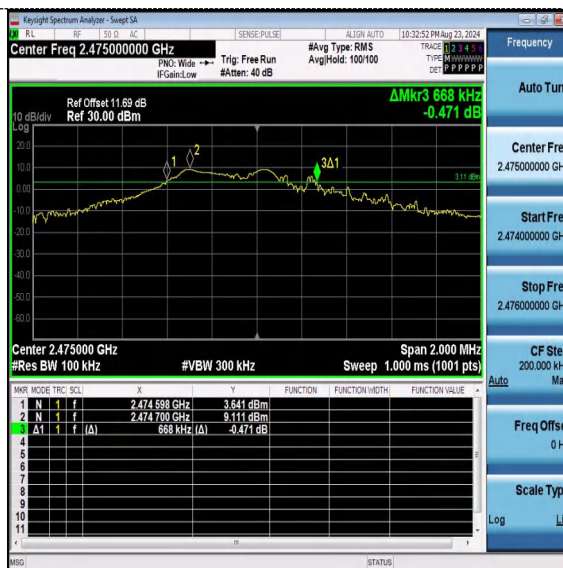 Keysight Spectrum Analyzer - Swept SA
RL RF 50 Ω AC SENSE:PULSE ALIGN AUTO 10:32:52 PM Aug 23, 2024
Center Freq 2.475000000 GHz
PNO: Wide
IFGain:Low
Trig: Free Run
#Atten: 40 dB
#Avg Type: RMS
Avg|Hold: 100/100
TRACE 1 2 3 4 5 6
TYPE M W W W W W
DET P P P P P P
Ref Offset 11.69 dB
10 dB/div Ref 30.00 dBm
Log
ΔMkr3 668 kHz
-0.471 dB
20.0
10.0
0.00
-10.0
-20.0
-30.0
-40.0
-50.0
-60.0
1
2
3Δ1
3.11 dBm
Center 2.475000 GHz Span 2.000 MHz
#Res BW 100 kHz #VBW 300 kHz Sweep 1.000 ms (1001 pts)
MKR MODE TRC SCL X Y FUNCTION FUNCTION WIDTH FUNCTION VALUE
1 N 1 f 2.474 598 GHz 3.641 dBm
2 N 1 f 2.474 700 GHz 9.111 dBm
3 Δ1 1 f (Δ) 668 kHz (Δ) -0.471 dB
4
5
6
7
8
9
10
11
MSG STATUS
Frequency
Auto Tun
Center Fre
2.475000000 GH
Start Fre
2.474000000 GH
Stop Fre
2.476000000 GH
CF Ste
200.000 kH
Auto Ma
Freq Offse
0 H
Scale Typ
Log Li